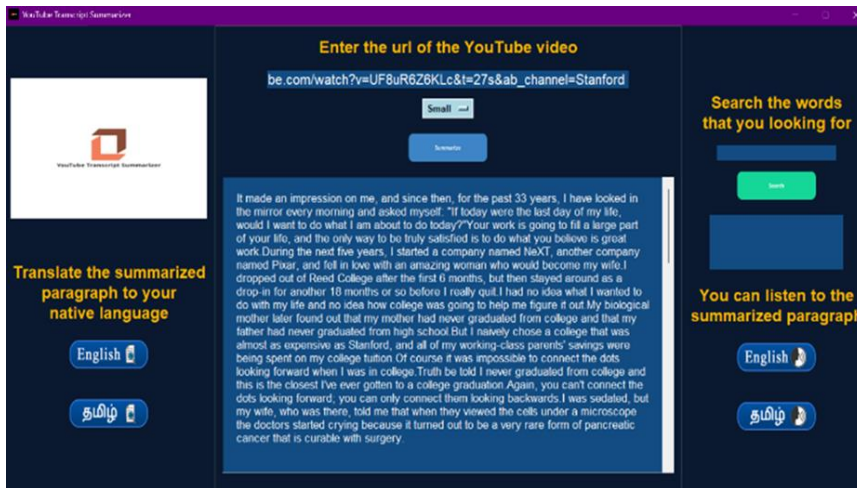 YouTube Transcript Summarizer
YouTube Transcript Summarizer
Translate the summarized
paragraph to your
native language
English
தமிழ்
Enter the url of the YouTube video
be.com/watch?v=UF8uR6Z6KLc&t=27s&ab_channel=Stanford
Small
Summarize
It made an impression on me, and since then, for the past 33 years, I have looked in
the mirror every morning and asked myself: "If today were the last day of my life,
would I want to do what I am about to do today?"Your work is going to fill a large part
of your life, and the only way to be truly satisfied is to do what you believe is great
work.During the next five years, I started a company named NeXT, another company
named Pixar, and fell in love with an amazing woman who would become my wife.I
dropped out of Reed College after the first 6 months, but then stayed around as a
drop-in for another 18 months or so before I really quit.I had no idea what I wanted to
do with my life and no idea how college was going to help me figure it out.My biological
mother later found out that my mother had never graduated from college and that my
father had never graduated from high school.But I naively chose a college that was
almost as expensive as Stanford, and all of my working-class parents' savings were
being spent on my college tuition.Of course it was impossible to connect the dots
looking forward when I was in college.Truth be told I never graduated from college and
this is the closest I've ever gotten to a college graduation.Again, you can't connect the
dots looking forward; you can only connect them looking backwards.I was sedated, but
my wife, who was there, told me that when they viewed the cells under a microscope
the doctors started crying because it turned out to be a very rare form of pancreatic
cancer that is curable with surgery.
Search the words
that you looking for
Search
You can listen to the
summarized paragraph
English
தமிழ்